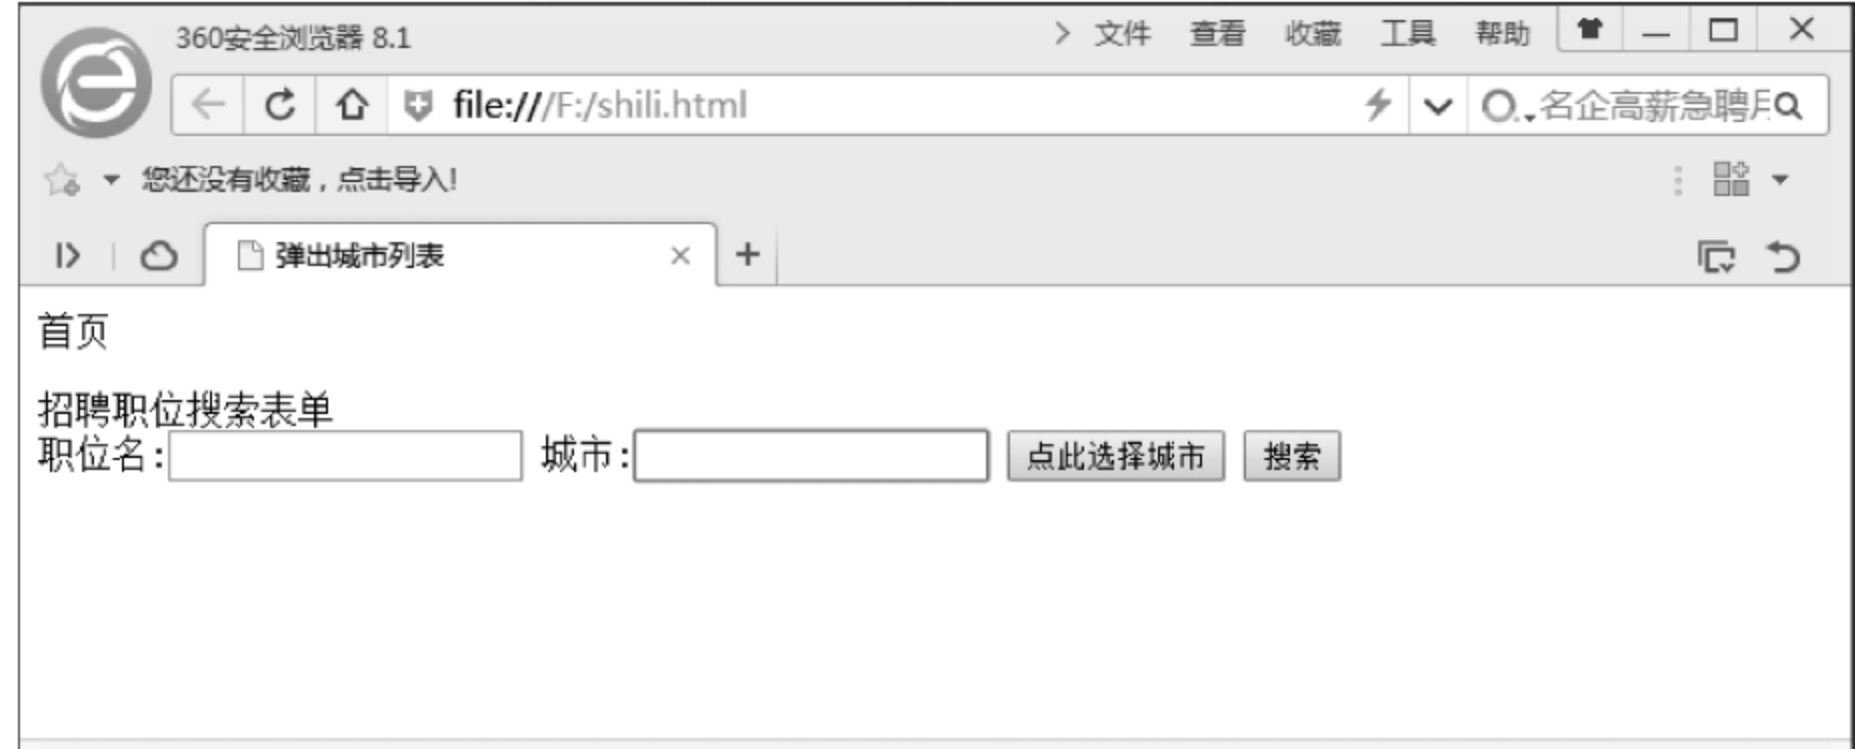 360安全浏览器 8.1
文件 查看 收藏 工具 帮助
file:///F:/shili.html
名企高薪急聘
您还没有收藏，点击导入!
弹出城市列表
首页
招聘职位搜索表单
职位名: 城市: 点此选择城市 搜索